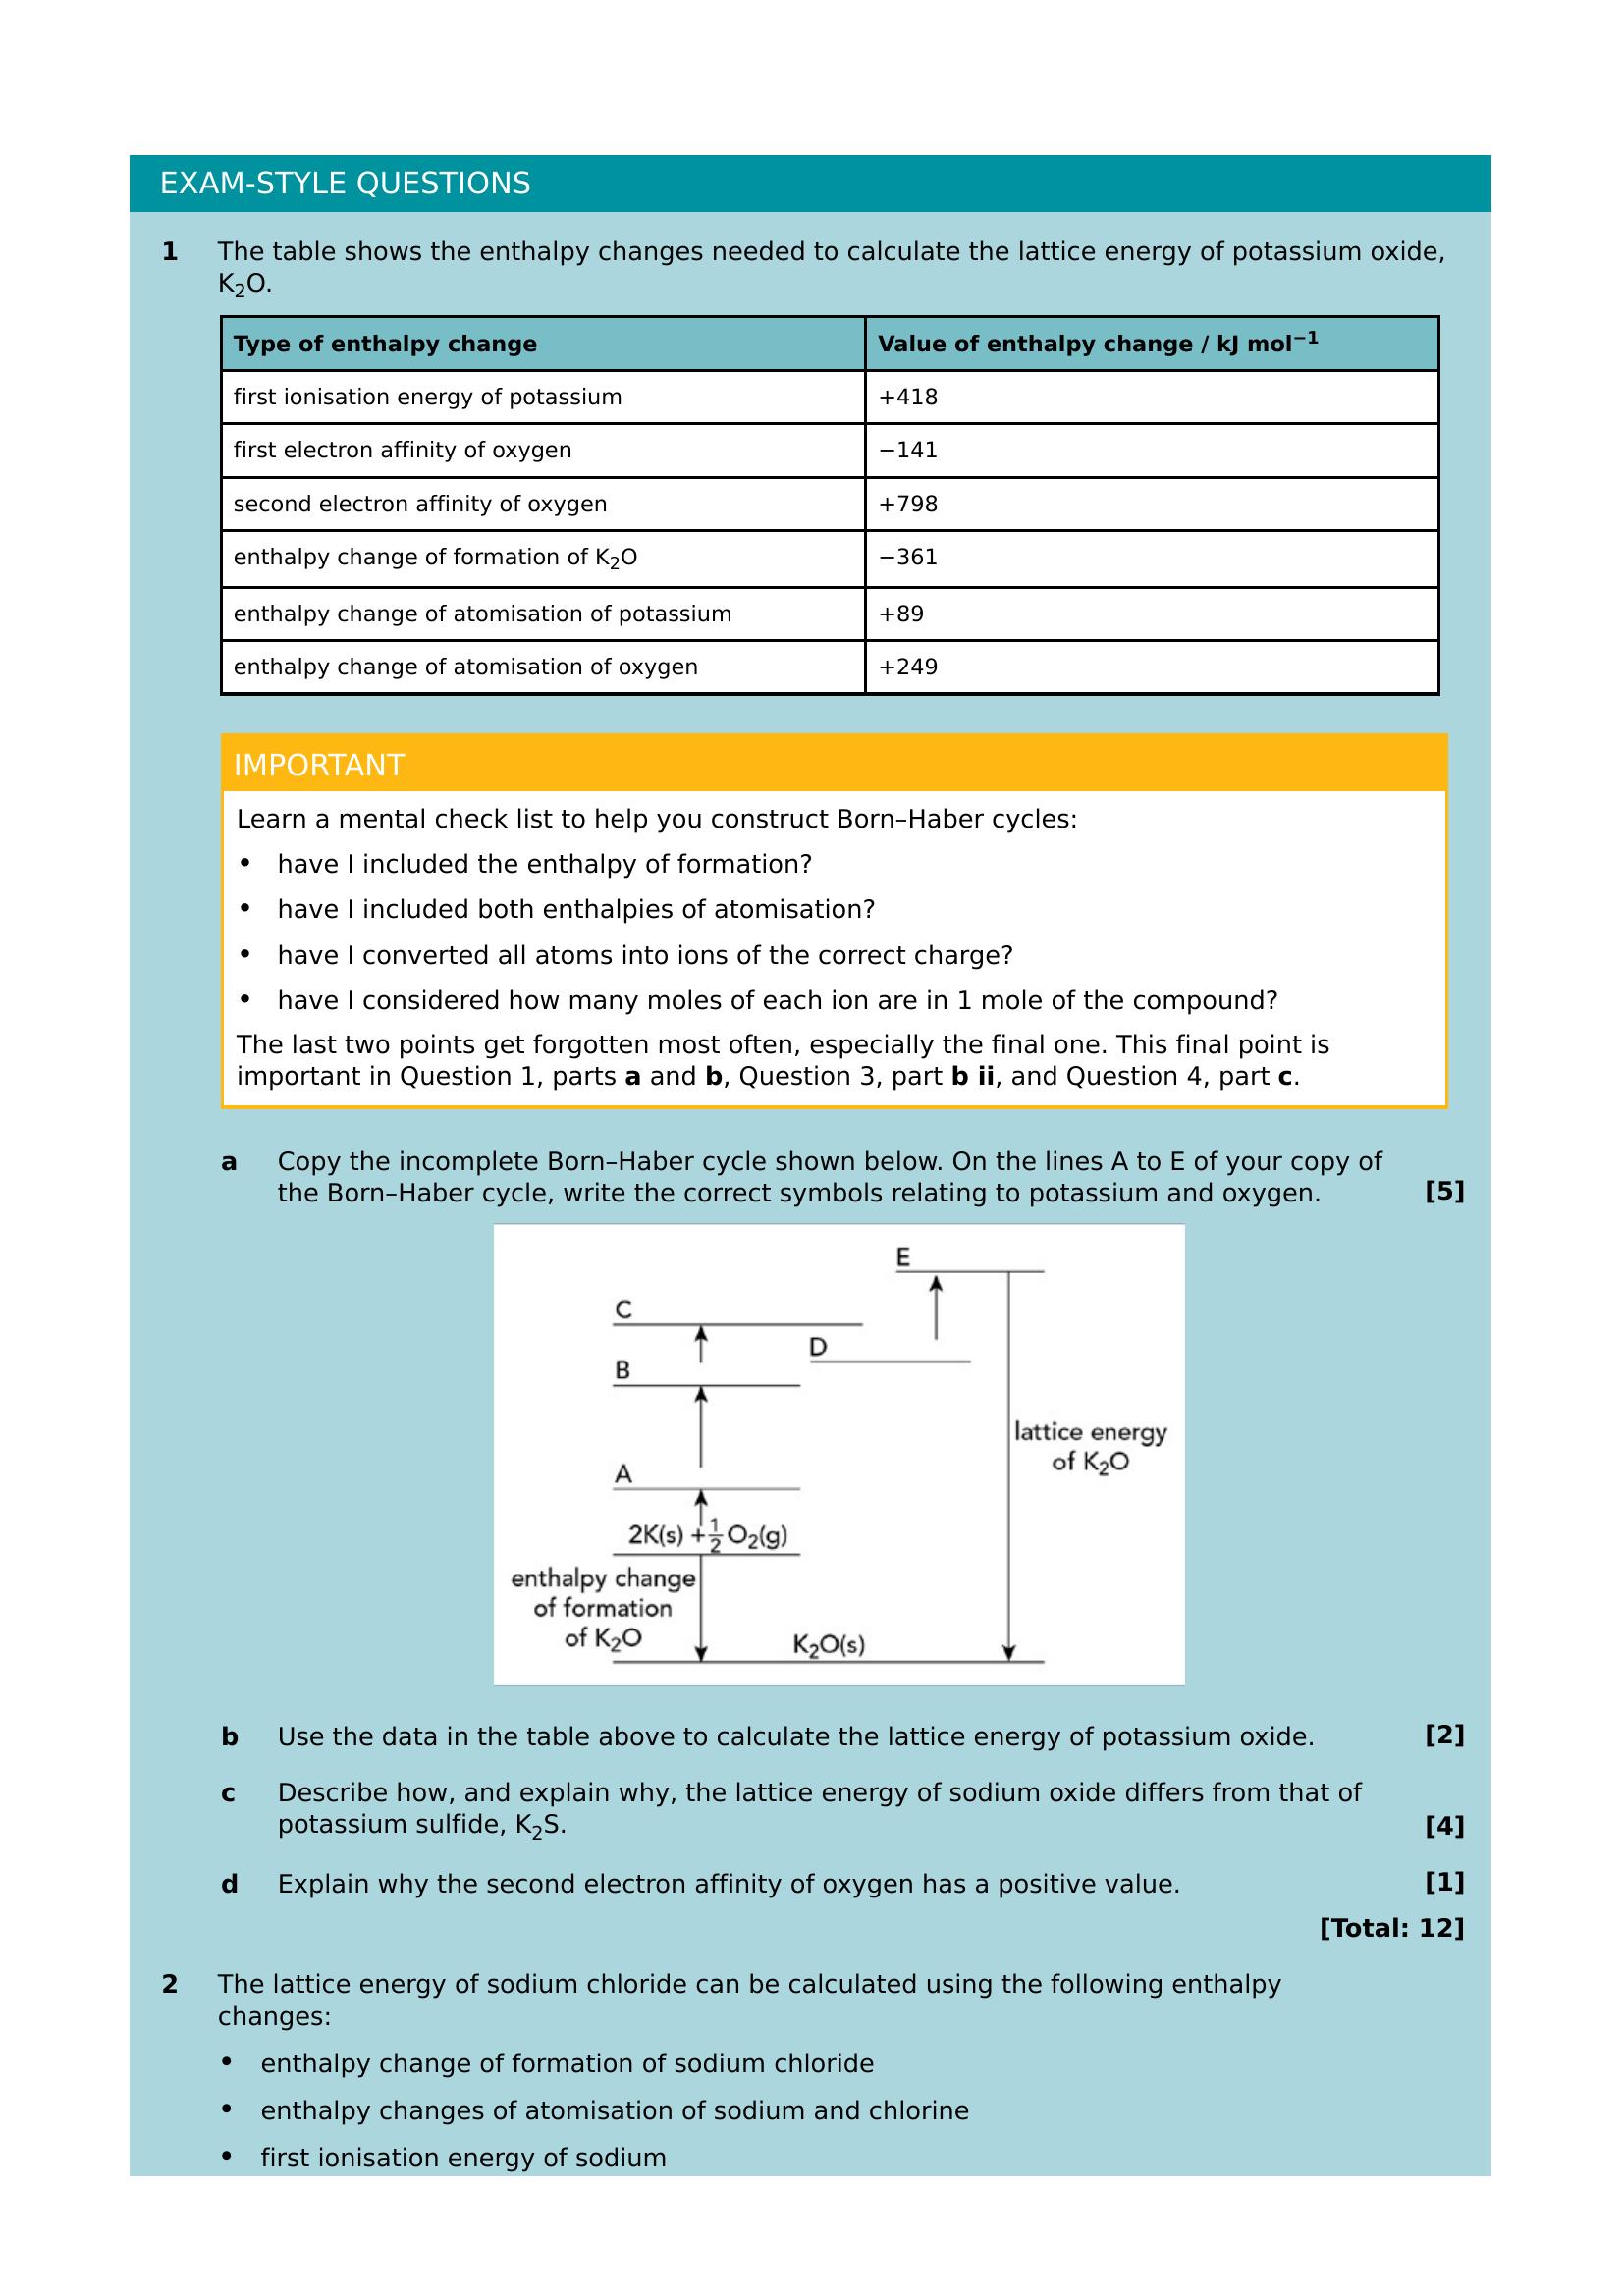 EXAM-STYLE QUESTIONS
1 The table shows the enthalpy changes needed to calculate the lattice energy of potassium oxide,
K₂O.
Type of enthalpy change Value of enthalpy change / kJ mol⁻¹
first ionisation energy of potassium +418
first electron affinity of oxygen −141
second electron affinity of oxygen +798
enthalpy change of formation of K₂O −361
enthalpy change of atomisation of potassium +89
enthalpy change of atomisation of oxygen +249
IMPORTANT
Learn a mental check list to help you construct Born–Haber cycles:
• have I included the enthalpy of formation?
• have I included both enthalpies of atomisation?
• have I converted all atoms into ions of the correct charge?
• have I considered how many moles of each ion are in 1 mole of the compound?
The last two points get forgotten most often, especially the final one. This final point is
important in Question 1, parts a and b, Question 3, part b ii, and Question 4, part c.
a Copy the incomplete Born–Haber cycle shown below. On the lines A to E of your copy of
the Born–Haber cycle, write the correct symbols relating to potassium and oxygen. [5]
E
C
D
B
lattice energy
of K₂O
A
2K(s) + ½ O₂(g)
enthalpy change
of formation
of K₂O
K₂O(s)
b Use the data in the table above to calculate the lattice energy of potassium oxide. [2]
c Describe how, and explain why, the lattice energy of sodium oxide differs from that of
potassium sulfide, K₂S. [4]
d Explain why the second electron affinity of oxygen has a positive value. [1]
[Total: 12]
2 The lattice energy of sodium chloride can be calculated using the following enthalpy
changes:
• enthalpy change of formation of sodium chloride
• enthalpy changes of atomisation of sodium and chlorine
• first ionisation energy of sodium